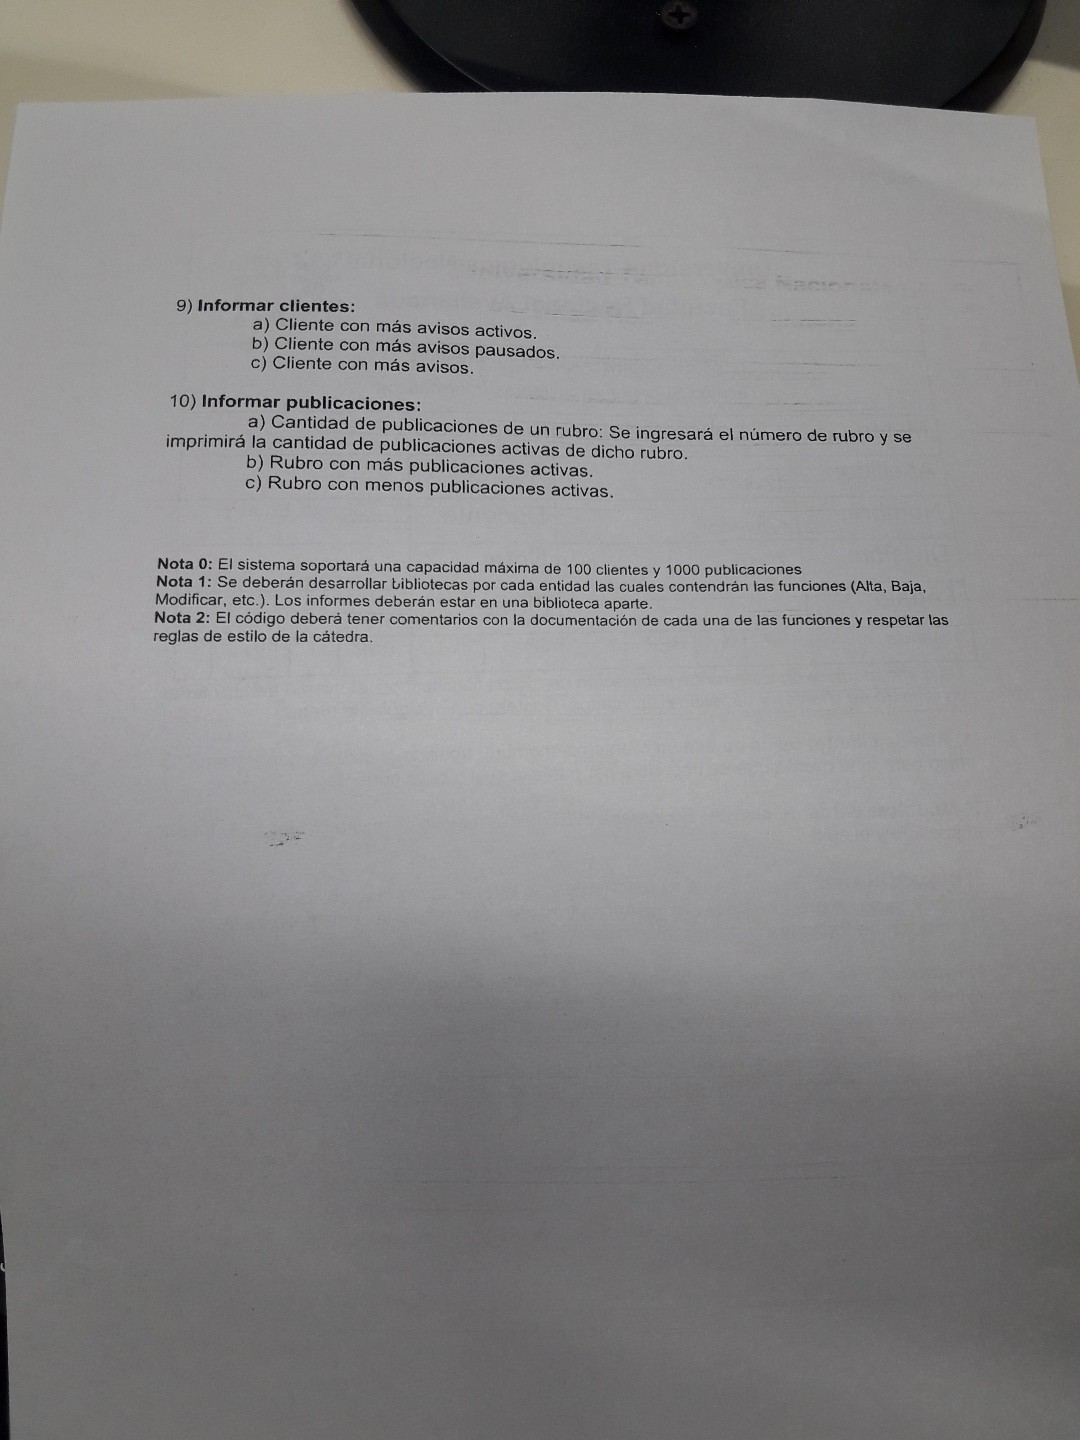 9) Informar clientes:
a) Cliente con más avisos activos.
b) Cliente con más avisos pausados.
c) Cliente con más avisos.
10) Informar publicaciones:
a) Cantidad de publicaciones de un rubro: Se ingresará el número de rubro y se
imprimirá la cantidad de publicaciones activas de dicho rubro.
b) Rubro con más publicaciones activas.
c) Rubro con menos publicaciones activas.
Nota 0: El sistema soportará una capacidad máxima de 100 clientes y 1000 publicaciones
Nota 1: Se deberán desarrollar bibliotecas por cada entidad las cuales contendrán las funciones (Alta, Baja,
Modificar, etc.). Los informes deberán estar en una biblioteca aparte.
Nota 2: El código deberá tener comentarios con la documentación de cada una de las funciones y respetar las
reglas de estilo de la cátedra.